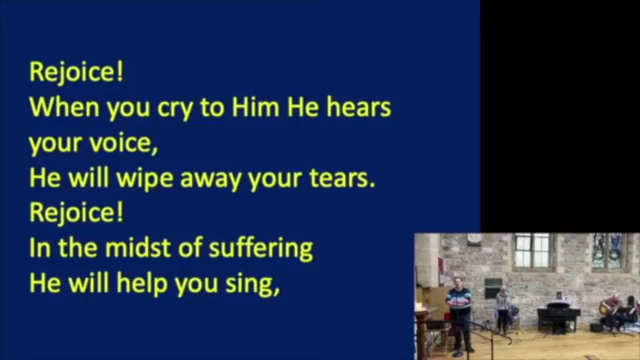 Rejoice!
When you cry to Him He hears
your voice,
He will wipe away your tears.
Rejoice!
In the midst of suffering
He will help you sing,